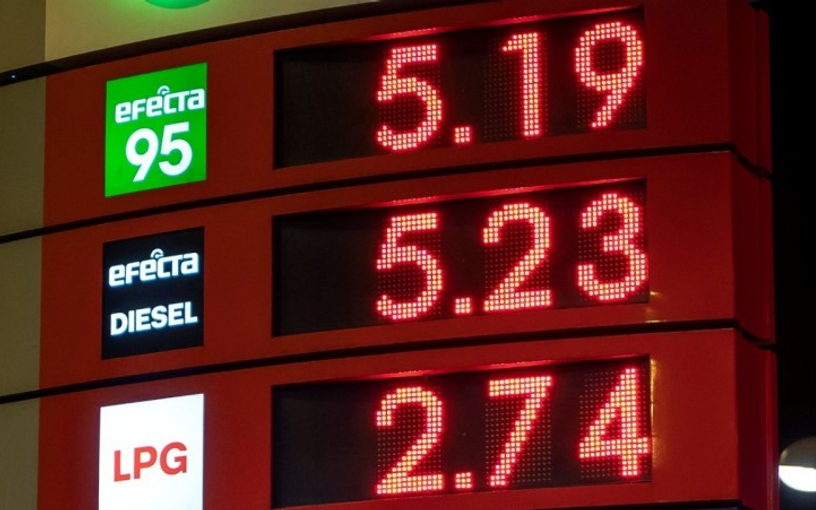 efecta
95
5.19
efecta
DIESEL
5.23
LPG
2.74